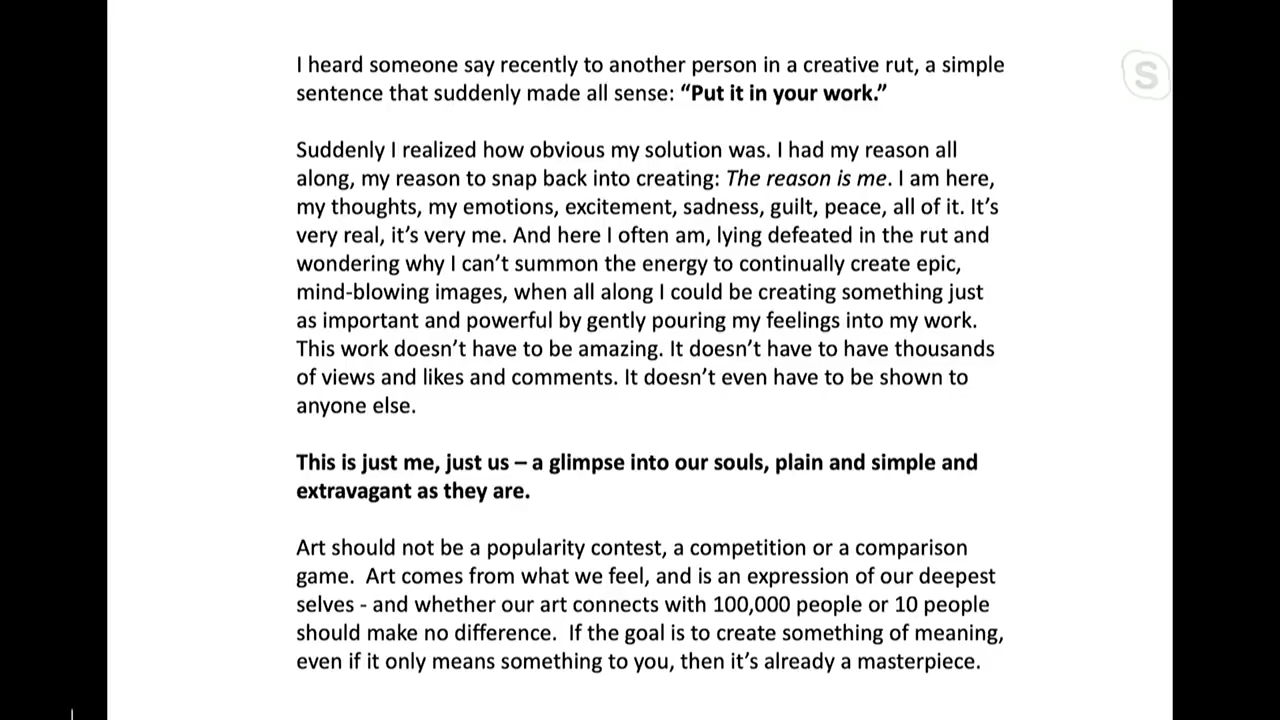 I heard someone say recently to another person in a creative rut, a simple
sentence that suddenly made all sense: “Put it in your work.”
Suddenly I realized how obvious my solution was. I had my reason all
along, my reason to snap back into creating: The reason is me. I am here,
my thoughts, my emotions, excitement, sadness, guilt, peace, all of it. It’s
very real, it’s very me. And here I often am, lying defeated in the rut and
wondering why I can’t summon the energy to continually create epic,
mind-blowing images, when all along I could be creating something just
as important and powerful by gently pouring my feelings into my work.
This work doesn’t have to be amazing. It doesn’t have to have thousands
of views and likes and comments. It doesn’t even have to be shown to
anyone else.
This is just me, just us – a glimpse into our souls, plain and simple and
extravagant as they are.
Art should not be a popularity contest, a competition or a comparison
game.  Art comes from what we feel, and is an expression of our deepest
selves - and whether our art connects with 100,000 people or 10 people
should make no difference.  If the goal is to create something of meaning,
even if it only means something to you, then it’s already a masterpiece.
S